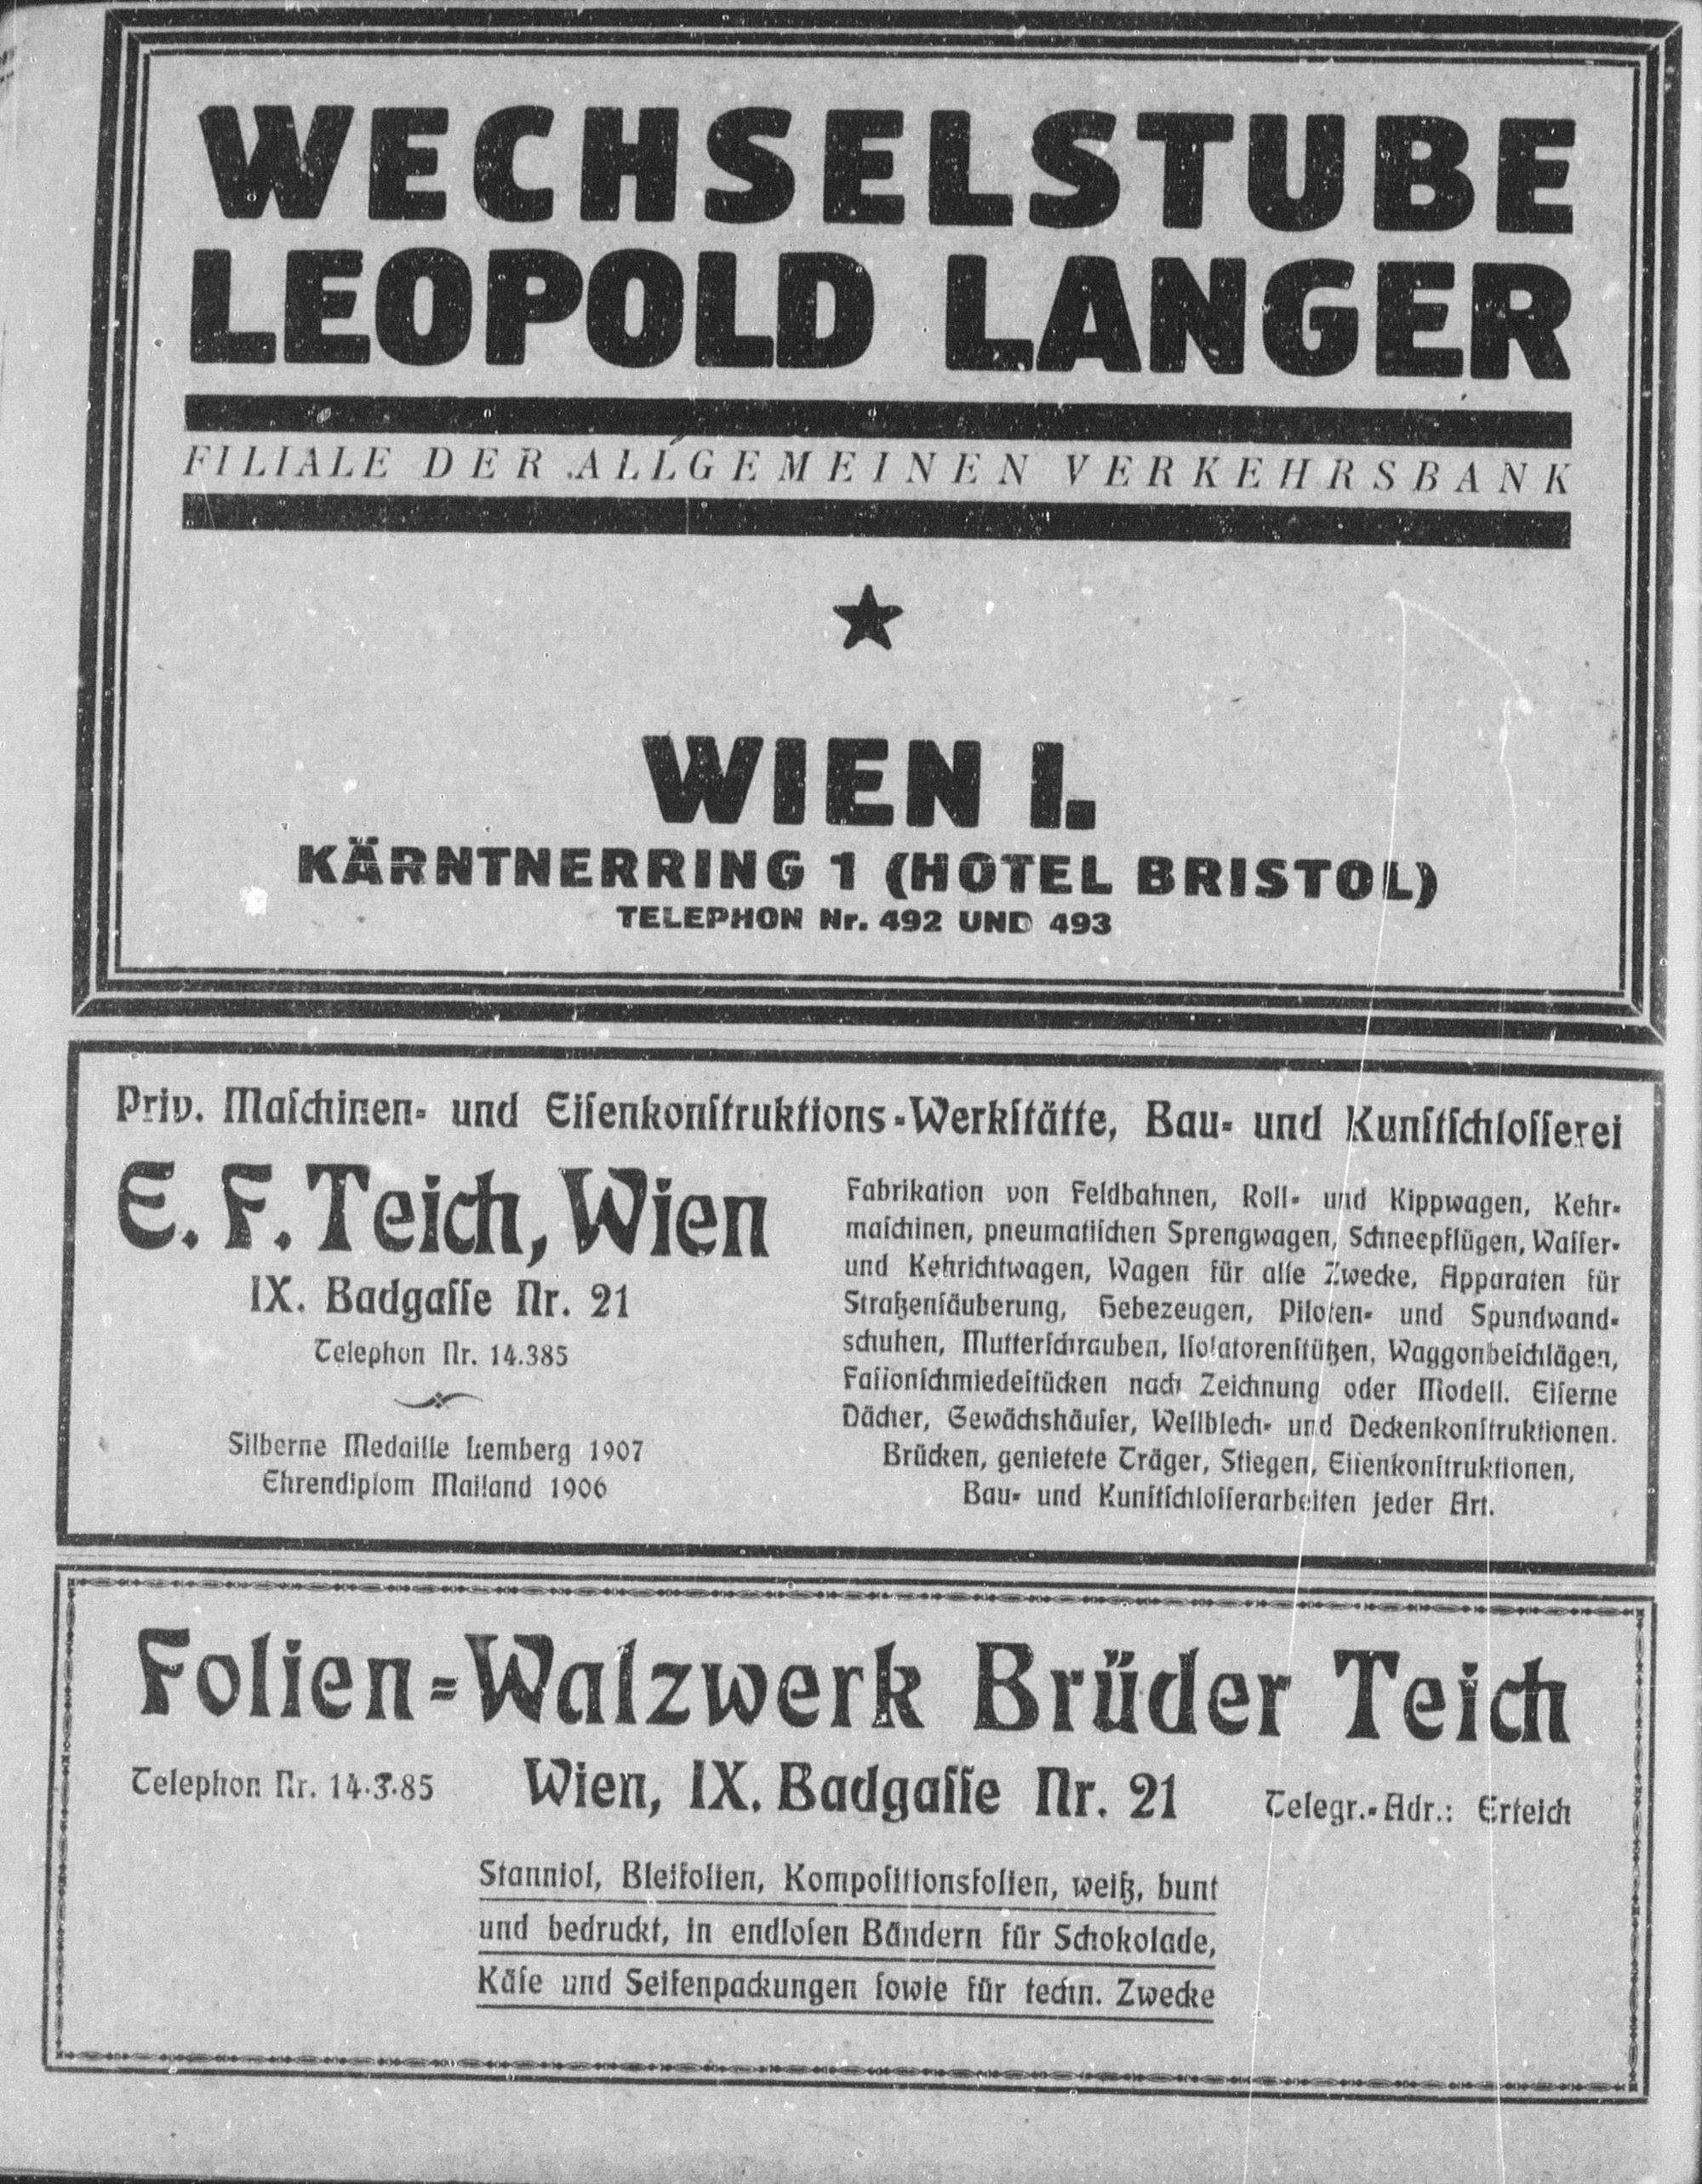 WECHSELSTUBE
LEOPOLD LANGER
FILIALE DER ALLGEMEINEN VERKEHRSBANK
WIEN I.
KÄRNTNERRING 1 (HOTEL BRISTOL)
TELEPHON Nr. 492 UND 493
Priv. Maſchinen- und Eiſenkonſtruktions-Werkſtätte, Bau- und Kunſtſchloſſerei
E. F. Teich, Wien
IX. Badgaſſe Nr. 21
Telephon Nr. 14.385
Silberne Medaille Lemberg 1907
Ehrendiplom Mailand 1906
Fabrikation von Feldbahnen, Roll- und Kippwagen, Kehr-
maſchinen, pneumatiſchen Sprengwagen, Schneepflügen, Waſſer-
und Kehrichtwagen, Wagen für alle Zwecke, Apparaten für
Straßenſäuberung, Hebezeugen, Piloten- und Spundwand-
schuhen, Mutterſchrauben, Iſolatorenſtützen, Waggonbeſchlägen,
Faſſonſchmiedeſtücken nach Zeichnung oder Modell. Eiſerne
Dächer, Gewächshäuſer, Wellblech- und Deckenkonſtruktionen.
Brücken, genietete Träger, Stiegen, Eiſenkonſtruktionen,
Bau- und Kunſtſchloſſerarbeiten jeder Art.
Folien-Walzwerk Brüder Teich
Telephon Nr. 14.3.85
Wien, IX. Badgaſſe Nr. 21
Telegr.-Adr.: Erteich
Stanniol, Bleifolien, Kompoſitionsfolien, weiß, bunt
und bedruckt, in endloſen Bändern für Schokolade,
Käſe und Seifenpackungen ſowie für techn. Zwecke